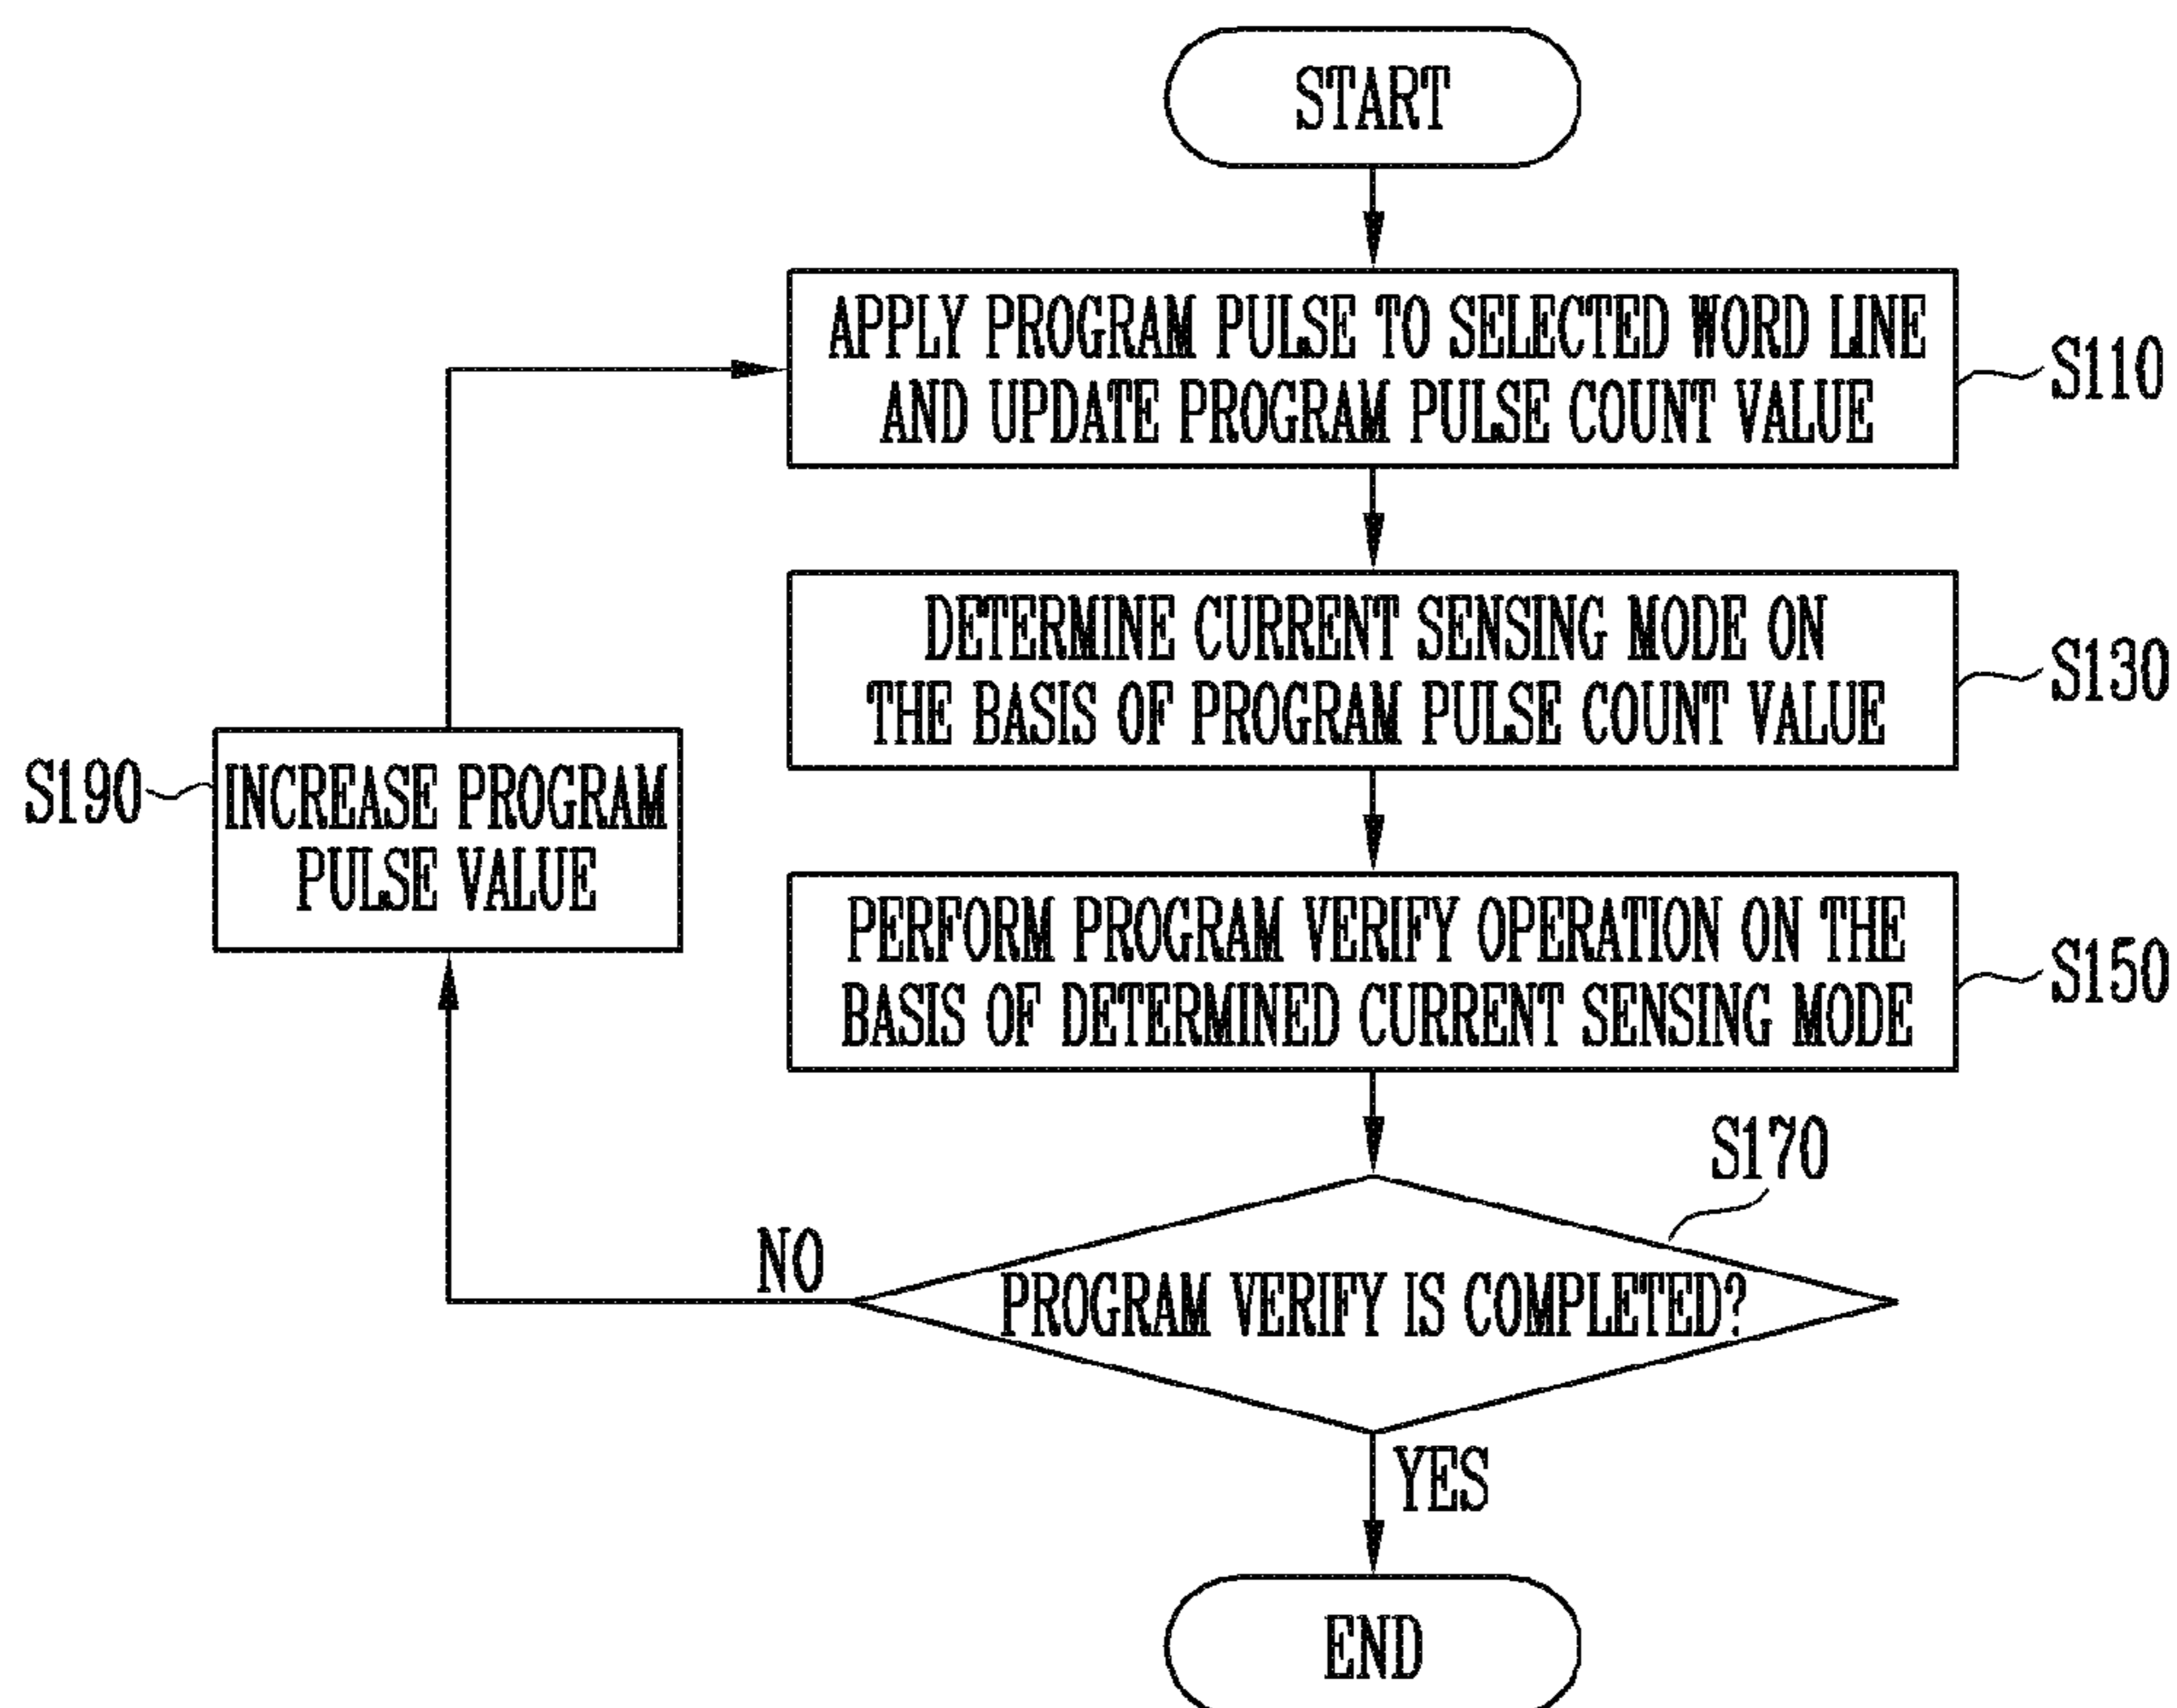 START
APPLY PROGRAM PULSE TO SELECTED WORD LINE
AND UPDATE PROGRAM PULSE COUNT VALUE
S110
DETERMINE CURRENT SENSING MODE ON
THE BASIS OF PROGRAM PULSE COUNT VALUE
S130
S190
INCREASE PROGRAM
PULSE VALUE
PERFORM PROGRAM VERIFY OPERATION ON THE
BASIS OF DETERMINED CURRENT SENSING MODE
S150
S170
NO
PROGRAM VERIFY IS COMPLETED?
YES
END